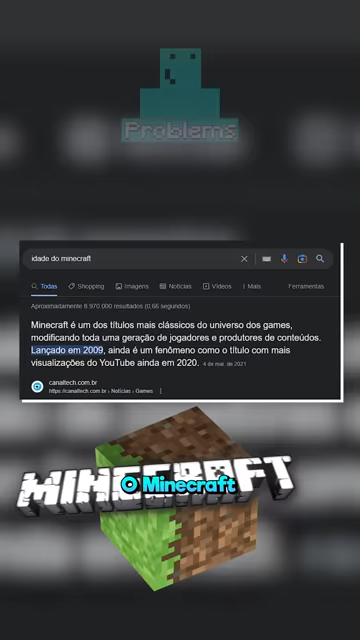 Problems
idade do minecraft
Todas Shopping Imagens Notícias Vídeos Mais Ferramentas
Aproximadamente 8.970.000 resultados (0,66 segundos)
Minecraft é um dos títulos mais clássicos do universo dos games,
modificando toda uma geração de jogadores e produtores de conteúdos.
Lançado em 2009, ainda é um fenômeno como o título com mais
visualizações do YouTube ainda em 2020. 4 de mai. de 2021
canaltech.com.br
https://canaltech.com.br › Notícias › Games
MINECRAFT
O Minecraft